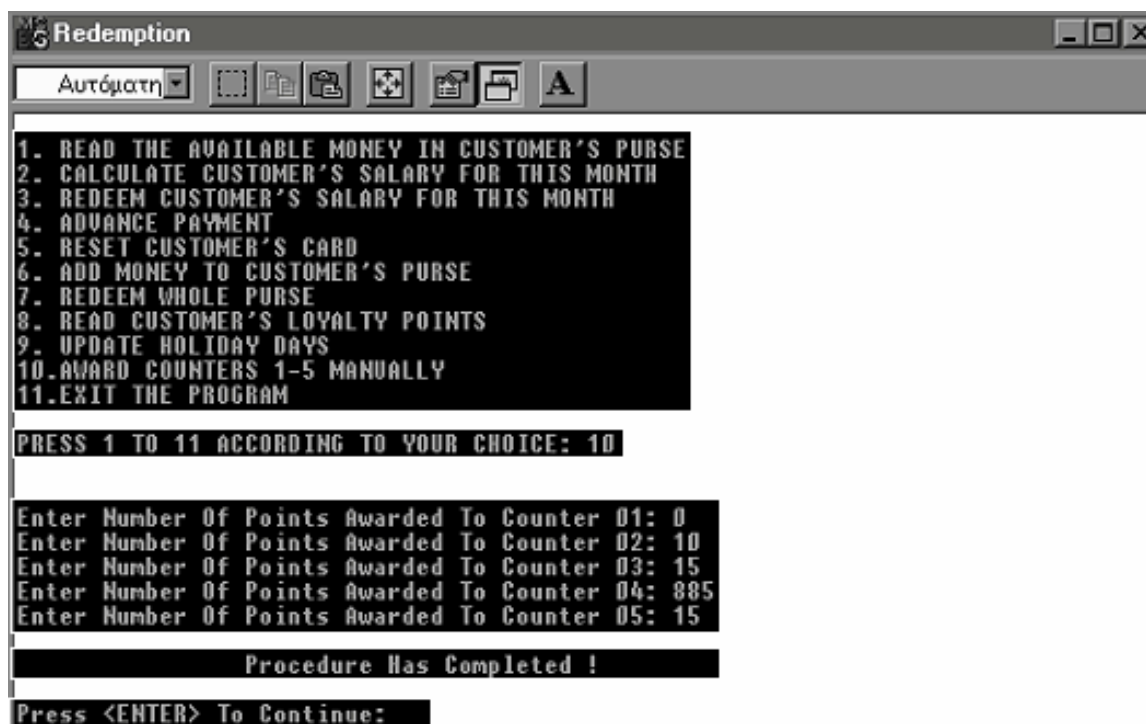 Redemption
Αυτόματη
A
1. READ THE AVAILABLE MONEY IN CUSTOMER'S PURSE
2. CALCULATE CUSTOMER'S SALARY FOR THIS MONTH
3. REDEEM CUSTOMER'S SALARY FOR THIS MONTH
4. ADVANCE PAYMENT
5. RESET CUSTOMER'S CARD
6. ADD MONEY TO CUSTOMER'S PURSE
7. REDEEM WHOLE PURSE
8. READ CUSTOMER'S LOYALTY POINTS
9. UPDATE HOLIDAY DAYS
10.AWARD COUNTERS 1-5 MANUALLY
11.EXIT THE PROGRAM
PRESS 1 TO 11 ACCORDING TO YOUR CHOICE: 10
Enter Number Of Points Awarded To Counter 01: 0
Enter Number Of Points Awarded To Counter 02: 10
Enter Number Of Points Awarded To Counter 03: 15
Enter Number Of Points Awarded To Counter 04: 885
Enter Number Of Points Awarded To Counter 05: 15
Procedure Has Completed !
Press <ENTER> To Continue: